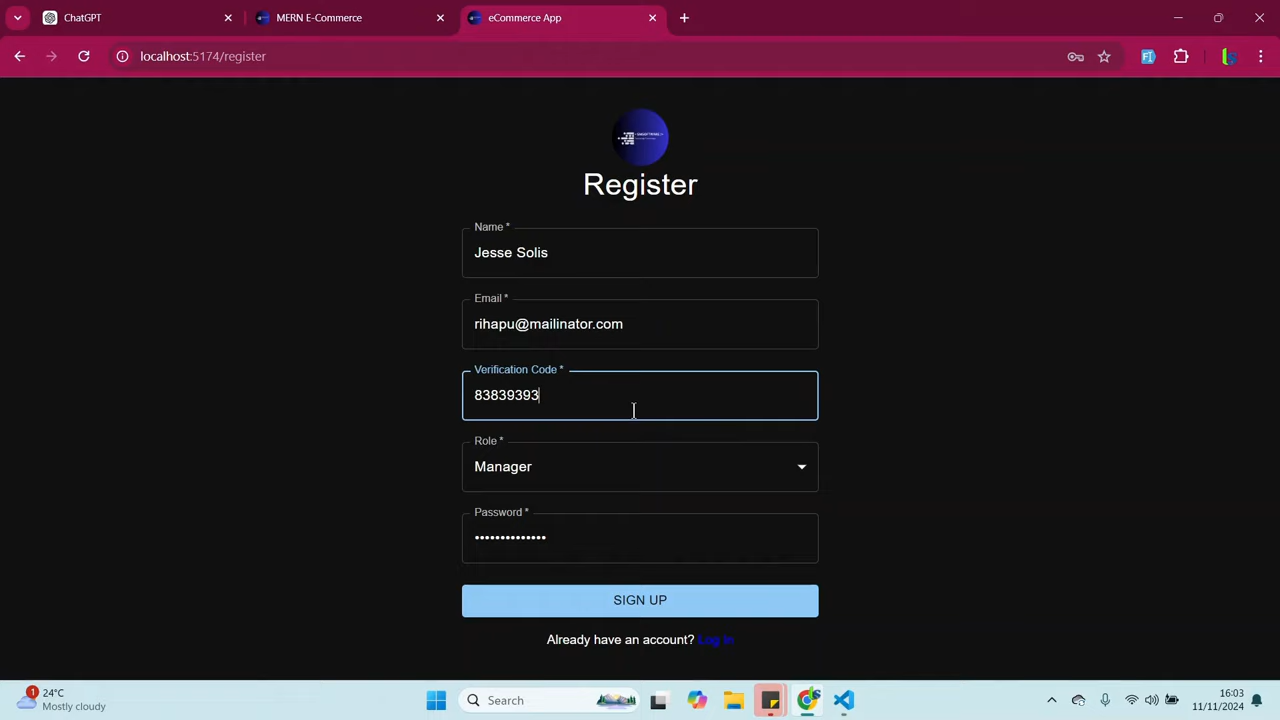 ChatGPT
MERN E-Commerce
eCommerce App
localhost:5174/register
Register
Name *
Jesse Solis
Email *
rihapu@mailinator.com
Verification Code *
83839393
Role *
Manager
Password *
••••••••••••••
SIGN UP
Already have an account? Log in
1
24°C
Mostly cloudy
Search
16:03
11/11/2024